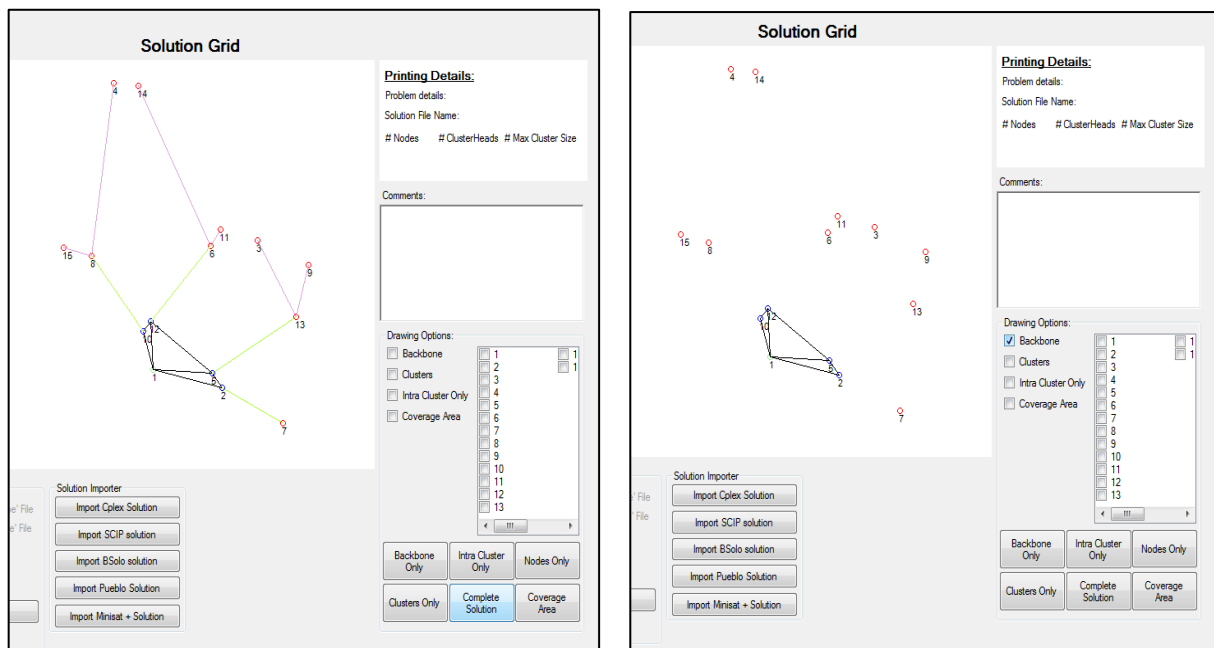 Solution Grid
4
14
11
6
3
15
8
9
13
12
10
1
5
2
7
Printing Details:
Problem details:
Solution File Name:
# Nodes # ClusterHeads # Max Cluster Size
Comments:
Drawing Options:
Backbone
Clusters
Intra Cluster Only
Coverage Area
1 1
2 1
3
4
5
6
7
8
9
10
11
12
13
' File
' File
Solution Importer
Import Cplex Solution
Import SCIP solution
Import BSolo solution
Import Pueblo Solution
Import Minisat + Solution
Backbone Only
Intra Cluster Only
Nodes Only
Clusters Only
Complete Solution
Coverage Area
Solution Grid
4
14
11
6
3
15
8
9
13
12
10
1
5
2
7
Printing Details:
Problem details:
Solution File Name:
# Nodes # ClusterHeads # Max Cluster Size
Comments:
Drawing Options:
Backbone
Clusters
Intra Cluster Only
Coverage Area
1 1
2 1
3
4
5
6
7
8
9
10
11
12
13
' File
' File
Solution Importer
Import Cplex Solution
Import SCIP solution
Import BSolo solution
Import Pueblo Solution
Import Minisat + Solution
Backbone Only
Intra Cluster Only
Nodes Only
Clusters Only
Complete Solution
Coverage Area